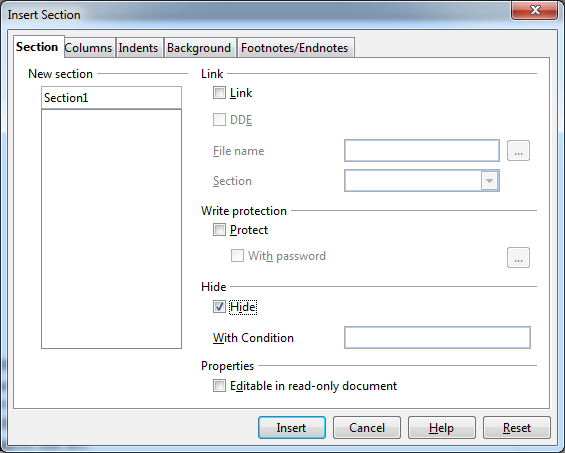 Insert Section
Section Columns Indents Background Footnotes/Endnotes
New section
Section1
Link
Link
DDE
File name
...
Section
Write protection
Protect
With password
...
Hide
Hide
With Condition
Properties
Editable in read-only document
Insert Cancel Help Reset